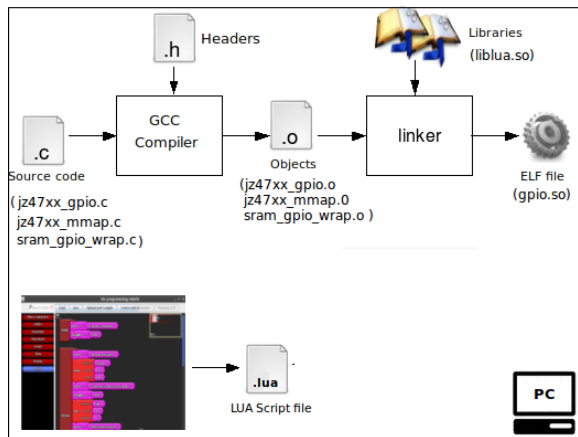 .h
Headers
Libraries
(liblua.so)
.c
GCC
Compiler
.o
linker
Source code
Objects
ELF file
(gpio.so)
(jz47xx_gpio.c
jz47xx_mmap.c
sram_gpio_wrap.c)
(jz47xx_gpio.o
jz47xx_mmap.0
sram_gpio_wrap.o )
.lua
LUA Script file
PC